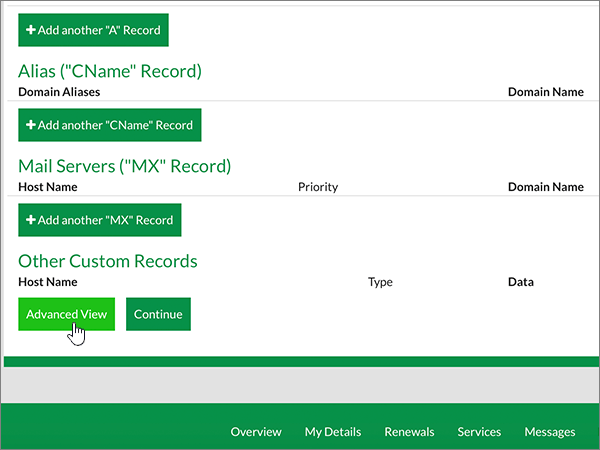 + Add another "A" Record
Alias ("CName" Record)
Domain Aliases Domain Name
+ Add another "CName" Record
Mail Servers ("MX" Record)
Host Name Priority Domain Name
+ Add another "MX" Record
Other Custom Records
Host Name Type Data
Advanced View Continue
Overview My Details Renewals Services Messages